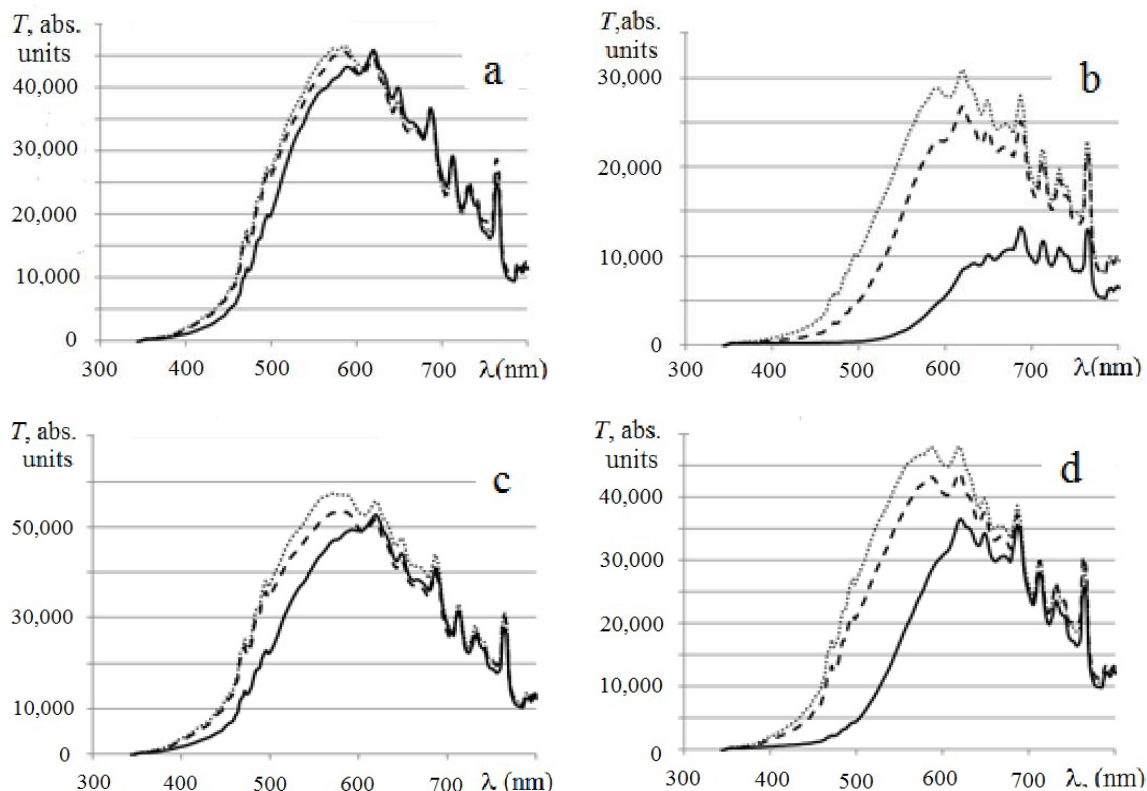 T, abs.
units
a
40,000
30,000
20,000
10,000
0
300 400 500 600 700 λ(nm)
T,abs.
units
b
30,000
20,000
10,000
0
300 400 500 600 700 λ(nm)
T, abs.
units
c
50,000
30,000
10,000
0
300 400 500 600 700 λ (nm)
T, abs.
units
d
40,000
30,000
20,000
10,000
0
300 400 500 600 700 λ, (nm)